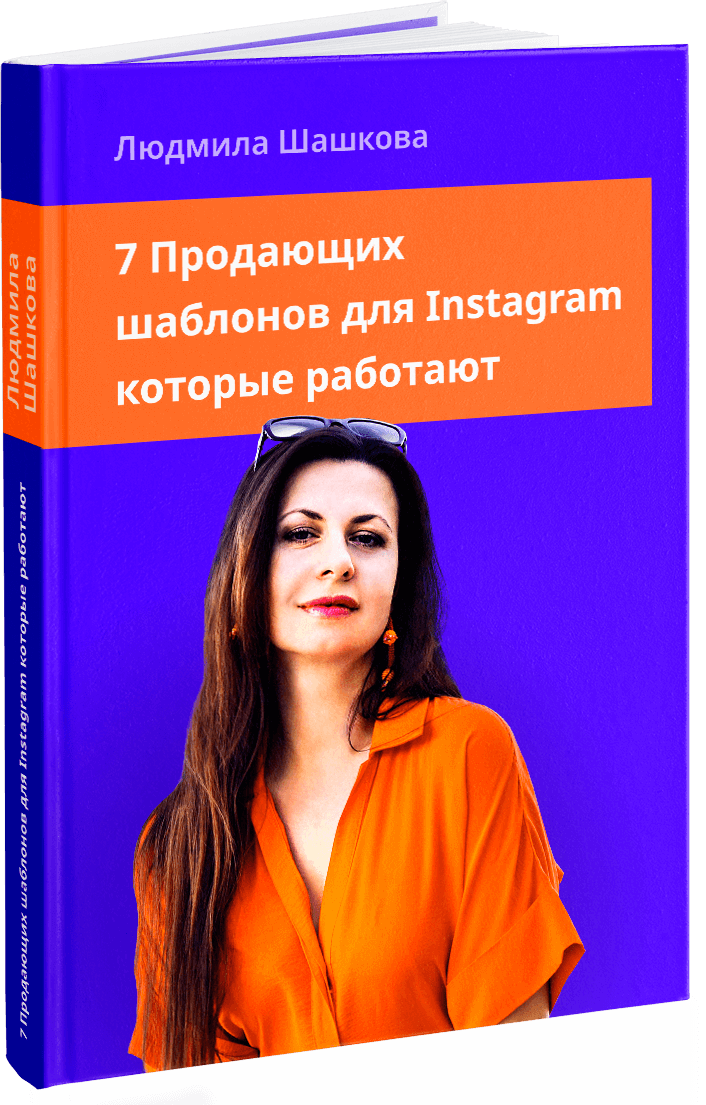 Людмила Шашкова
7 Продающих
шаблонов для Instagram
которые работают
Людмила
Шашкова
7 Продающих шаблонов для Instagram которые работают